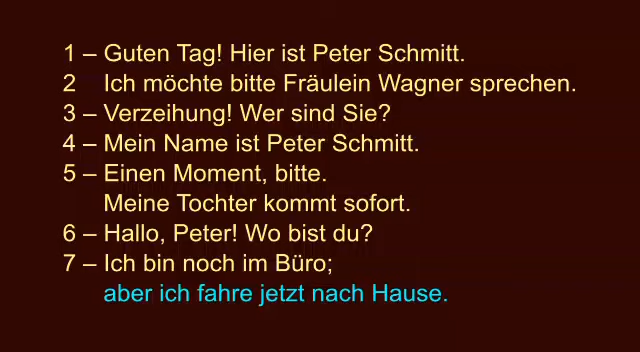 1 – Guten Tag! Hier ist Peter Schmitt.
2 Ich möchte bitte Fräulein Wagner sprechen.
3 – Verzeihung! Wer sind Sie?
4 – Mein Name ist Peter Schmitt.
5 – Einen Moment, bitte.
Meine Tochter kommt sofort.
6 – Hallo, Peter! Wo bist du?
7 – Ich bin noch im Büro;
aber ich fahre jetzt nach Hause.